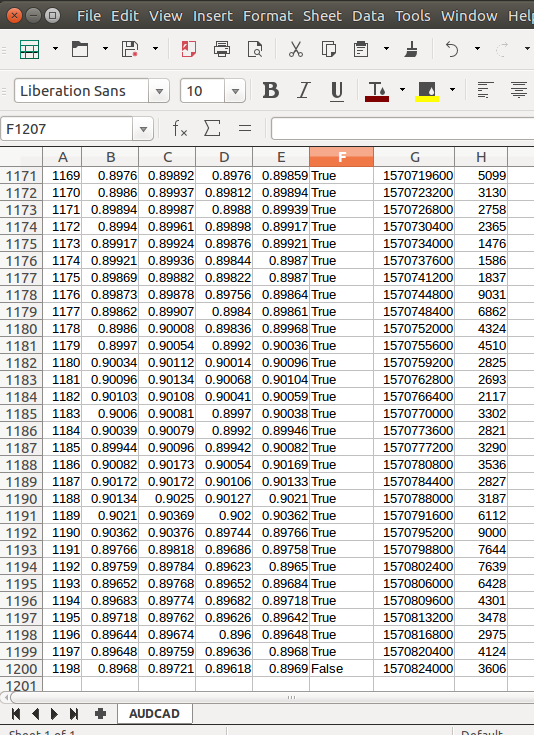 File Edit View Insert Format Sheet Data Tools Window Help
Liberation Sans 10 B I U T
F1207 fx Σ =
A B C D E F G H
1171 1169 0.8976 0.89892 0.8976 0.89859 True 1570719600 5099
1172 1170 0.8986 0.89937 0.89812 0.89894 True 1570723200 3130
1173 1171 0.89894 0.89987 0.8988 0.89939 True 1570726800 2758
1174 1172 0.8994 0.89961 0.89898 0.89917 True 1570730400 2365
1175 1173 0.89917 0.89924 0.89876 0.89921 True 1570734000 1476
1176 1174 0.89921 0.89936 0.89844 0.8987 True 1570737600 1586
1177 1175 0.89869 0.89882 0.89822 0.8987 True 1570741200 1837
1178 1176 0.89873 0.89878 0.89756 0.89864 True 1570744800 9031
1179 1177 0.89862 0.89907 0.8984 0.89861 True 1570748400 6862
1180 1178 0.8986 0.90008 0.89836 0.89968 True 1570752000 4324
1181 1179 0.8997 0.90054 0.8992 0.90036 True 1570755600 4510
1182 1180 0.90034 0.90112 0.90014 0.90096 True 1570759200 2825
1183 1181 0.90096 0.90134 0.90068 0.90104 True 1570762800 2693
1184 1182 0.90103 0.90108 0.90041 0.90059 True 1570766400 2117
1185 1183 0.9006 0.90081 0.8997 0.90038 True 1570770000 3302
1186 1184 0.90039 0.90079 0.8992 0.89946 True 1570773600 2821
1187 1185 0.89944 0.90096 0.89942 0.90082 True 1570777200 3290
1188 1186 0.90082 0.90173 0.90054 0.90169 True 1570780800 3536
1189 1187 0.90172 0.90172 0.90106 0.90133 True 1570784400 2827
1190 1188 0.90134 0.9025 0.90127 0.9021 True 1570788000 3187
1191 1189 0.9021 0.90369 0.902 0.90362 True 1570791600 6112
1192 1190 0.90362 0.90376 0.89744 0.89766 True 1570795200 9000
1193 1191 0.89766 0.89818 0.89686 0.89758 True 1570798800 7644
1194 1192 0.89759 0.89784 0.89623 0.8965 True 1570802400 7639
1195 1193 0.89652 0.89768 0.89652 0.89684 True 1570806000 6428
1196 1194 0.89683 0.89774 0.89682 0.89718 True 1570809600 4301
1197 1195 0.89718 0.89762 0.89626 0.89642 True 1570813200 3478
1198 1196 0.89644 0.89674 0.896 0.89648 True 1570816800 2975
1199 1197 0.89648 0.89759 0.89636 0.8968 True 1570820400 4124
1200 1198 0.8968 0.89721 0.89618 0.8969 False 1570824000 3606
1201
AUDCAD
Sheet 1 of 1 Default